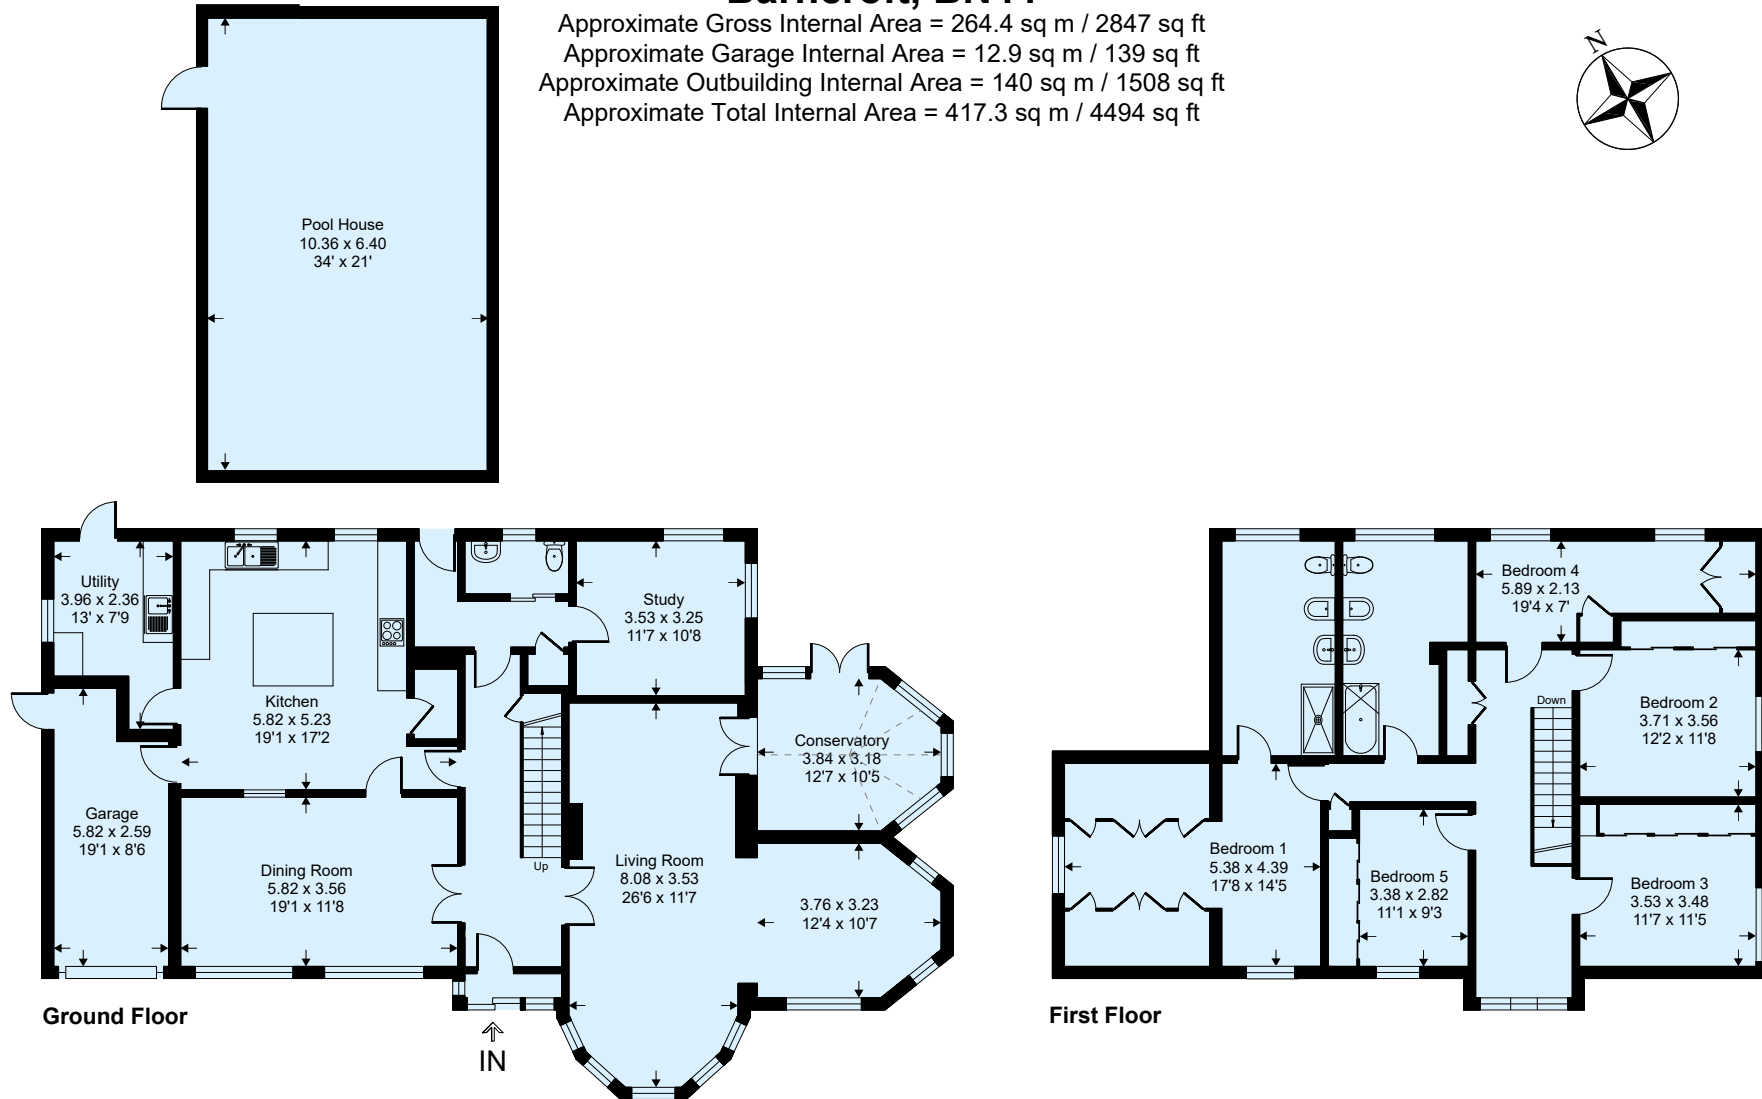 Approximate Gross Internal Area = 264.4 sq m / 2847 sq ft
Approximate Garage Internal Area = 12.9 sq m / 139 sq ft
Approximate Outbuilding Internal Area = 140 sq m / 1508 sq ft
Approximate Total Internal Area = 417.3 sq m / 4494 sq ft
N
Pool House
10.36 x 6.40
34' x 21'
Utility
3.96 x 2.36
13' x 7'9
Kitchen
5.82 x 5.23
19'1 x 17'2
Study
3.53 x 3.25
11'7 x 10'8
Conservatory
3.84 x 3.18
12'7 x 10'5
Garage
5.82 x 2.59
19'1 x 8'6
Dining Room
5.82 x 3.56
19'1 x 11'8
Up
Living Room
8.08 x 3.53
26'6 x 11'7
3.76 x 3.23
12'4 x 10'7
IN
Ground Floor
Bedroom 4
5.89 x 2.13
19'4 x 7'
Down
Bedroom 2
3.71 x 3.56
12'2 x 11'8
Bedroom 1
5.38 x 4.39
17'8 x 14'5
Bedroom 5
3.38 x 2.82
11'1 x 9'3
Bedroom 3
3.53 x 3.48
11'7 x 11'5
First Floor